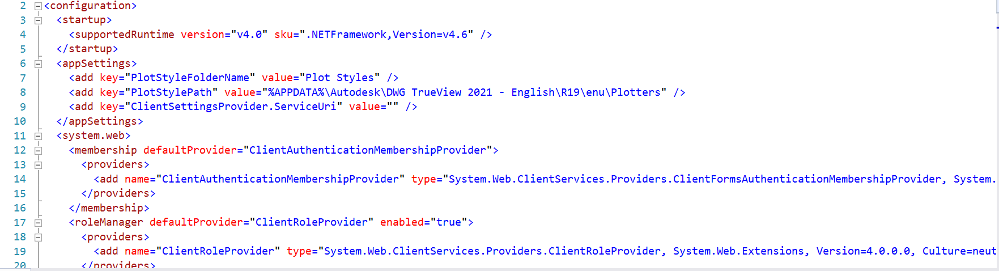 2 <configuration>
3 <startup>
4 <supportedRuntime version="v4.0" sku=".NETFramework,Version=v4.6" />
5 </startup>
6 <appSettings>
7 <add key="PlotStyleFolderName" value="Plot Styles" />
8 <add key="PlotStylePath" value="%APPDATA%\Autodesk\DWG TrueView 2021 - English\R19\enu\Plotters" />
9 <add key="ClientSettingsProvider.ServiceUri" value="" />
10 </appSettings>
11 <system.web>
12 <membership defaultProvider="ClientAuthenticationMembershipProvider">
13 <providers>
14 <add name="ClientAuthenticationMembershipProvider" type="System.Web.ClientServices.Providers.ClientFormsAuthenticationMembershipProvider, System.
15 </providers>
16 </membership>
17 <roleManager defaultProvider="ClientRoleProvider" enabled="true">
18 <providers>
19 <add name="ClientRoleProvider" type="System.Web.ClientServices.Providers.ClientRoleProvider, System.Web.Extensions, Version=4.0.0.0, Culture=neut
20 </providers>